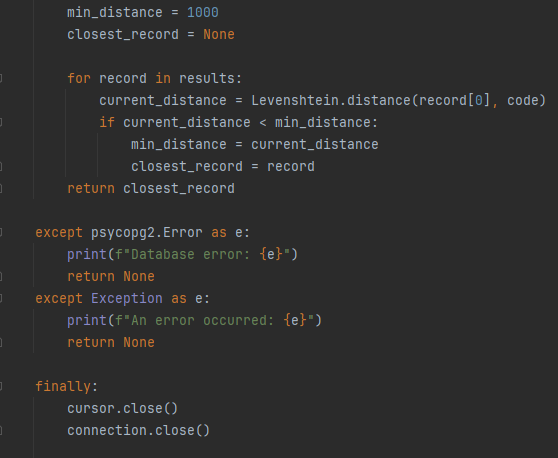 min_distance = 1000
closest_record = None
for record in results:
current_distance = Levenshtein.distance(record[0], code)
if current_distance < min_distance:
min_distance = current_distance
closest_record = record
return closest_record
except psycopg2.Error as e:
print(f"Database error: {e}")
return None
except Exception as e:
print(f"An error occurred: {e}")
return None
finally:
cursor.close()
connection.close()